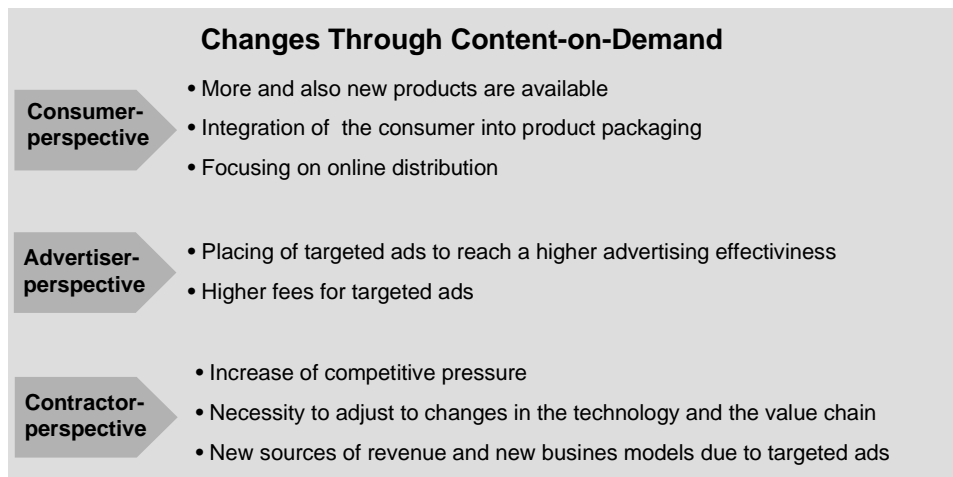 Changes Through Content-on-Demand
Consumer-
perspective
• More and also new products are available
• Integration of the consumer into product packaging
• Focusing on online distribution
Advertiser-
perspective
• Placing of targeted ads to reach a higher advertising effectiviness
• Higher fees for targeted ads
Contractor-
perspective
• Increase of competitive pressure
• Necessity to adjust to changes in the technology and the value chain
• New sources of revenue and new busines models due to targeted ads